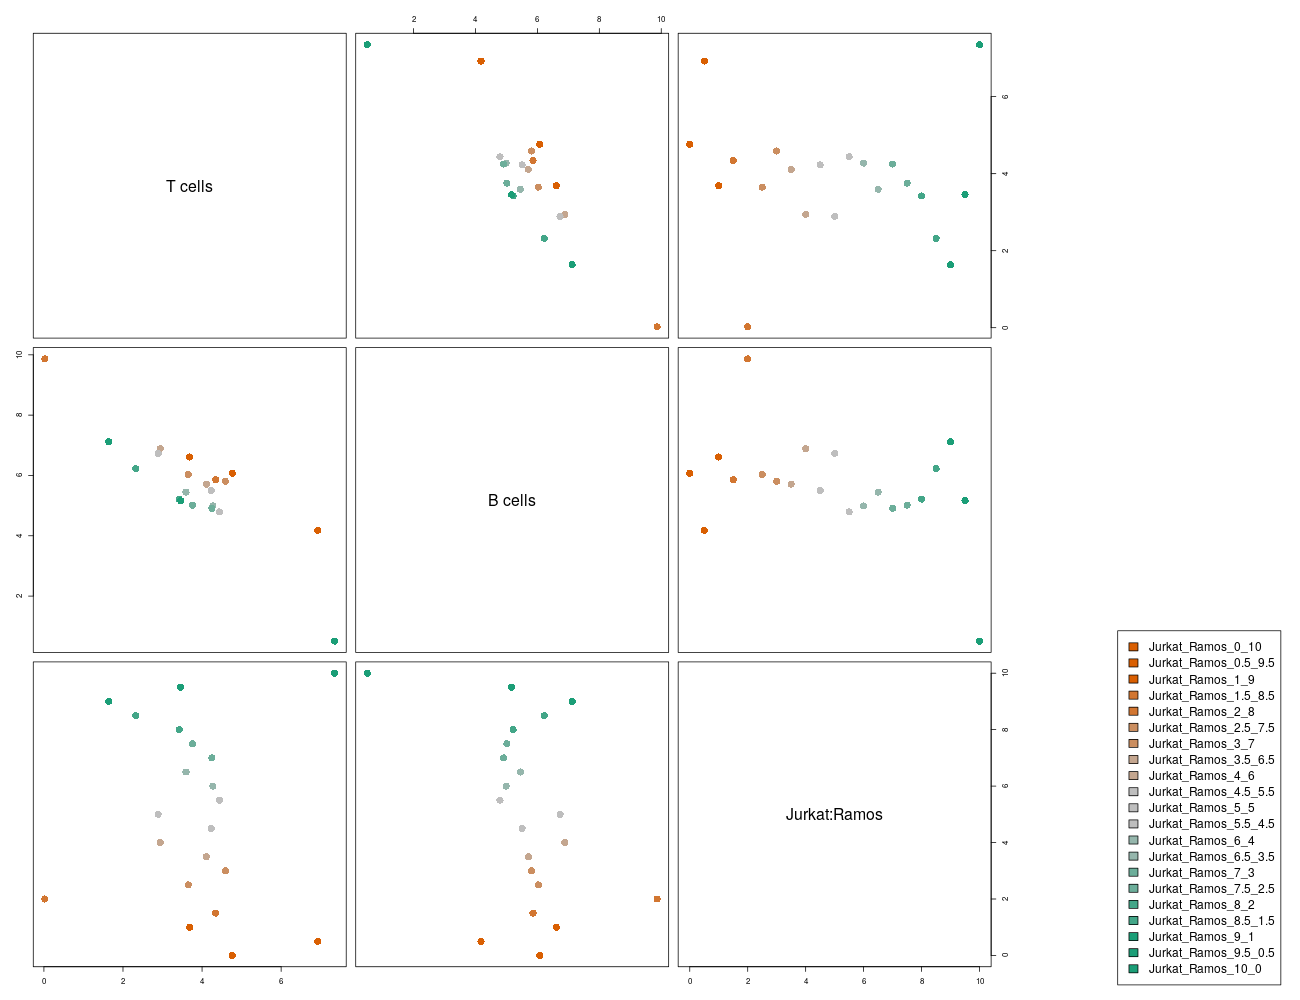 2 4 6 8 10
T cells
0 2 4 6
2 4 6 8 10
B cells
Jurkat:Ramos
0 2 4 6 8 10
0 2 4 6
0 2 4 6 8 10
Jurkat_Ramos_0_10
Jurkat_Ramos_0.5_9.5
Jurkat_Ramos_1_9
Jurkat_Ramos_1.5_8.5
Jurkat_Ramos_2_8
Jurkat_Ramos_2.5_7.5
Jurkat_Ramos_3_7
Jurkat_Ramos_3.5_6.5
Jurkat_Ramos_4_6
Jurkat_Ramos_4.5_5.5
Jurkat_Ramos_5_5
Jurkat_Ramos_5.5_4.5
Jurkat_Ramos_6_4
Jurkat_Ramos_6.5_3.5
Jurkat_Ramos_7_3
Jurkat_Ramos_7.5_2.5
Jurkat_Ramos_8_2
Jurkat_Ramos_8.5_1.5
Jurkat_Ramos_9_1
Jurkat_Ramos_9.5_0.5
Jurkat_Ramos_10_0